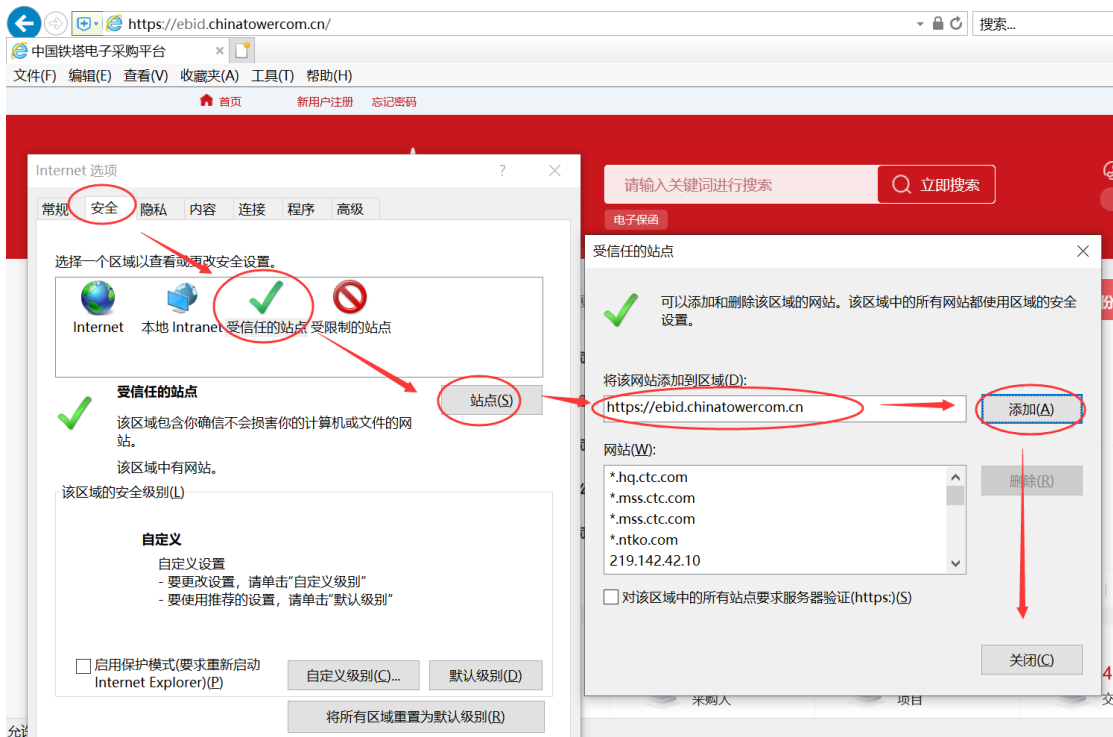 https://ebid.chinatowercom.cn/
搜索...
中国铁塔电子采购平台
文件(F) 编辑(E) 查看(V) 收藏夹(A) 工具(T) 帮助(H)
首页 新用户注册 忘记密码
请输入关键词进行搜索 立即搜索
电子保函
Internet 选项
常规 安全 隐私 内容 连接 程序 高级
选择一个区域以查看或更改安全设置。
Internet 本地 Intranet 受信任的站点 受限制的站点
受信任的站点
站点(S)
该区域包含你确信不会损害你的计算机或文件的网
站。
该区域中有网站。
该区域的安全级别(L)
自定义
自定义设置
- 要更改设置，请单击“自定义级别”
- 要使用推荐的设置，请单击“默认级别”
启用保护模式(要求重新启动
Internet Explorer)(P)
自定义级别(C)... 默认级别(D)
将所有区域重置为默认级别(R)
受信任的站点
可以添加和删除该区域的网站。该区域中的所有网站都使用区域的安全
设置。
将该网站添加到区域(D):
https://ebid.chinatowercom.cn 添加(A)
网站(W):
*.hq.ctc.com
*.mss.ctc.com
*.mss.ctc.com
*.ntko.com
219.142.42.10
删除(R)
对该区域中的所有站点要求服务器验证(https:)(S)
关闭(C)
采购人 项目